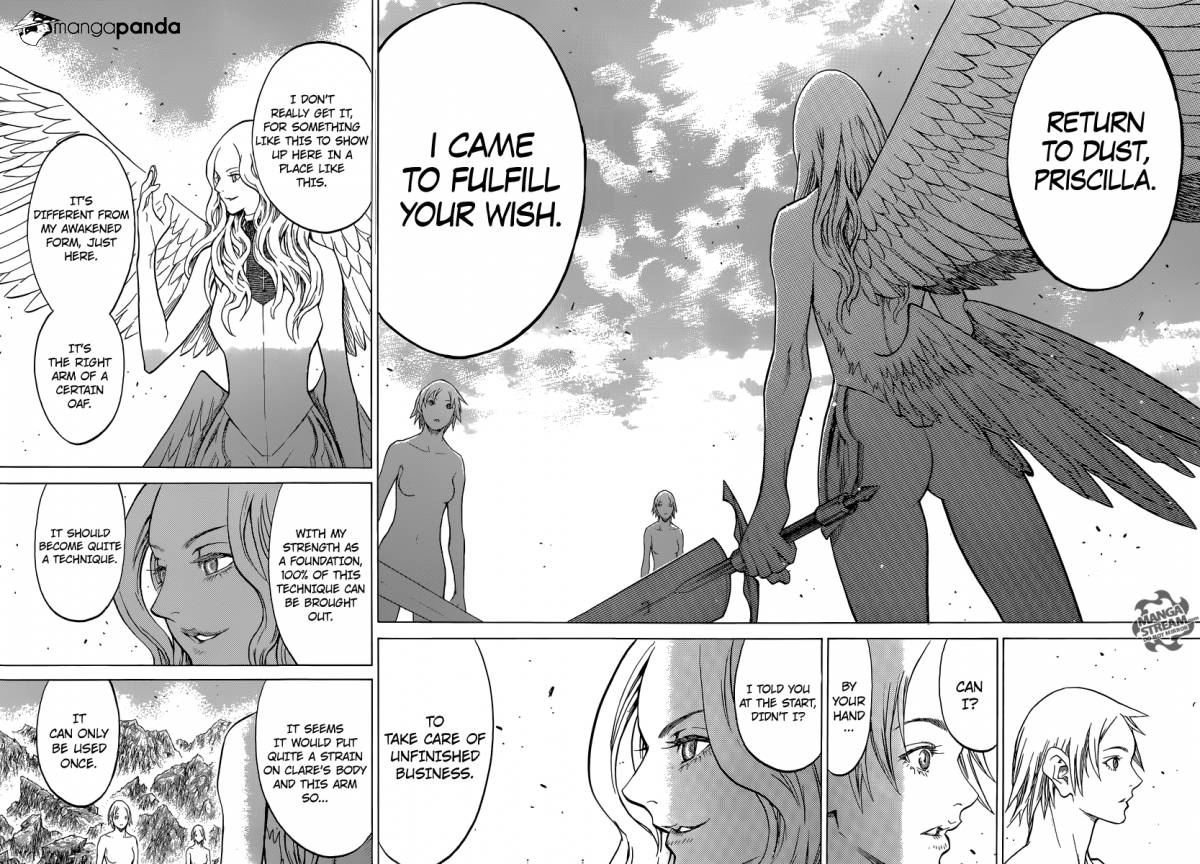 mangapanda
RETURN
TO DUST,
PRISCILLA.
I CAME
TO FULFILL
YOUR WISH.
CAN
I?
BY
YOUR
HAND
...
I TOLD YOU
AT THE START,
DIDN'T I?
TO
TAKE CARE OF
UNFINISHED
BUSINESS.
I DON'T
REALLY GET IT,
FOR SOMETHING
LIKE THIS TO SHOW
UP HERE IN A
PLACE LIKE
THIS.
IT'S
DIFFERENT FROM
MY AWAKENED
FORM, JUST
HERE.
IT'S
THE RIGHT
ARM OF A
CERTAIN
OAF.
WITH MY
STRENGTH AS
A FOUNDATION,
100% OF THIS
TECHNIQUE CAN
BE BROUGHT
OUT.
IT SHOULD
BECOME QUITE
A TECHNIQUE.
IT SEEMS
IT WOULD PUT
QUITE A STRAIN
ON CLARE'S BODY
AND THIS ARM
SO...
IT
CAN ONLY
BE USED
ONCE.
MANGA
STREAM
DO NOT MIRROR